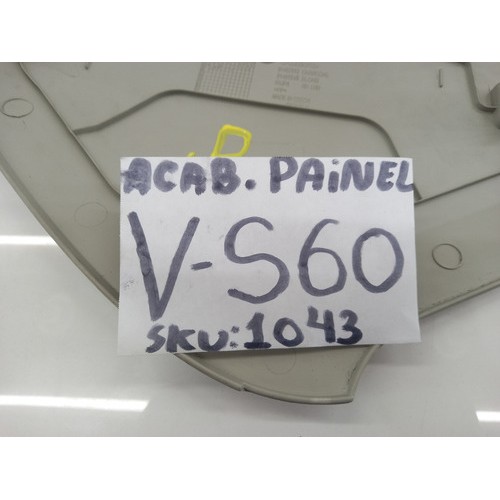 ACAB. PAiNEL
V-S60
SKU:1043